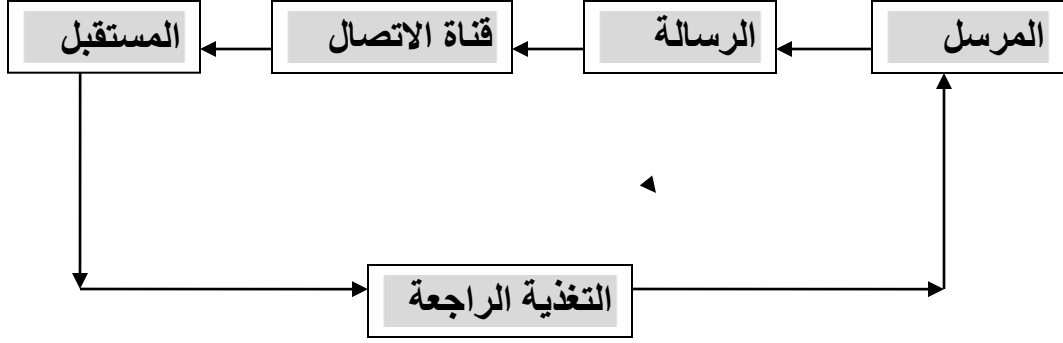 المرسل
الرسالة
قناة الاتصال
المستقبل
التغذية الراجعة